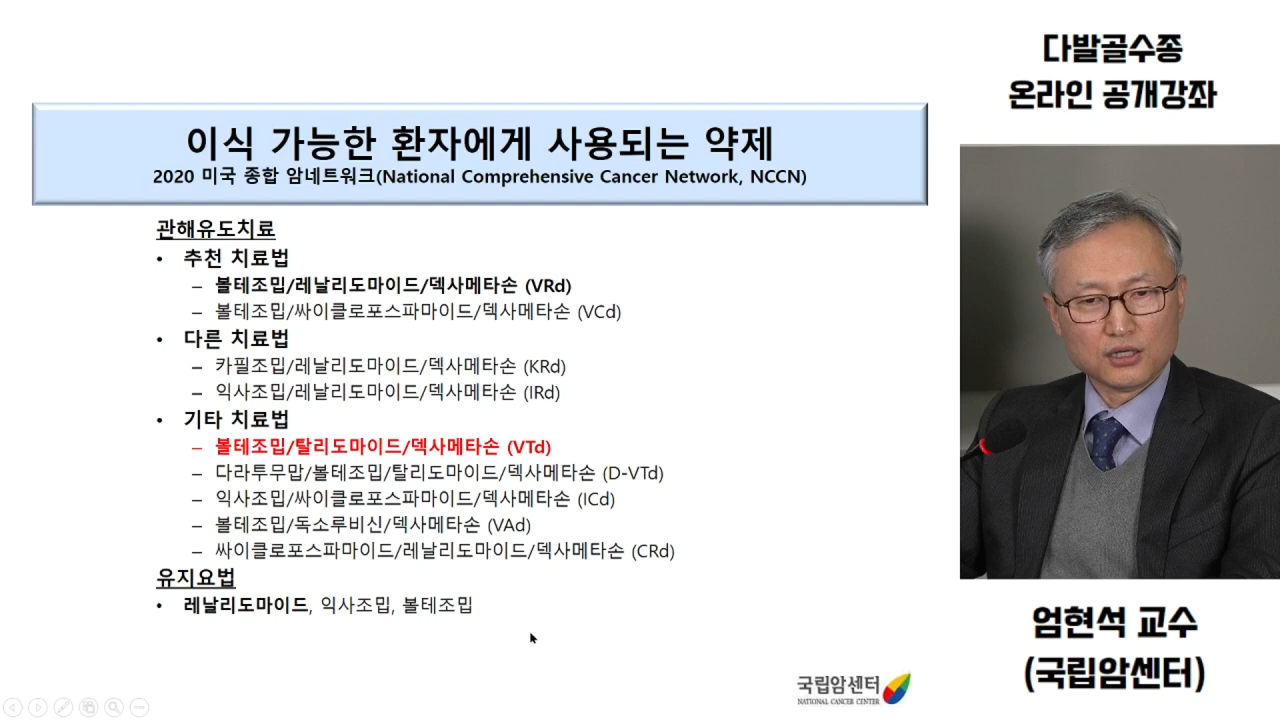 다발골수종
온라인 공개강좌
이식 가능한 환자에게 사용되는 약제
2020 미국 종합 암네트워크(National Comprehensive Cancer Network, NCCN)
관해유도치료
• 추천 치료법
– 볼테조밉/레날리도마이드/덱사메타손 (VRd)
– 볼테조밉/싸이클로포스파마이드/덱사메타손 (VCd)
• 다른 치료법
– 카필조밉/레날리도마이드/덱사메타손 (KRd)
– 익사조밉/레날리도마이드/덱사메타손 (IRd)
• 기타 치료법
– 볼테조밉/탈리도마이드/덱사메타손 (VTd)
– 다라투무맙/볼테조밉/탈리도마이드/덱사메타손 (D-VTd)
– 익사조밉/싸이클로포스파마이드/덱사메타손 (ICd)
– 볼테조밉/독소루비신/덱사메타손 (VAd)
– 싸이클로포스파마이드/레날리도마이드/덱사메타손 (CRd)
유지요법
• 레날리도마이드, 익사조밉, 볼테조밉
국립암센터
NATIONAL CANCER CENTER
엄현석 교수
(국립암센터)